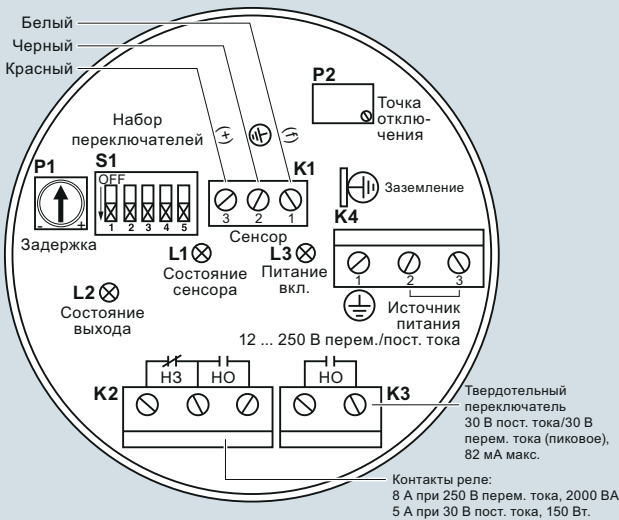 Белый
Черный
Красный
P2
Точка
отклю-
чения
Набор
переключателей
(+)
(f)
P1
S1
OFF
1 2 3 4 5
- +
Задержка
K1
3 2 1
Сенсор
Заземление
K4
1 2 3
L1
Состояние
сенсора
L3
Питание
вкл.
L2
Состояние
выхода
Источник
питания
12 ... 250 В перем./пост. тока
НЗ НО
K2
НО
K3
Твердотельный
переключатель
30 В пост. тока/30 В
перем. тока (пиковое),
82 мА макс.
Контакты реле:
8 А при 250 В перем. тока, 2000 ВА
5 А при 30 В пост. тока, 150 Вт.